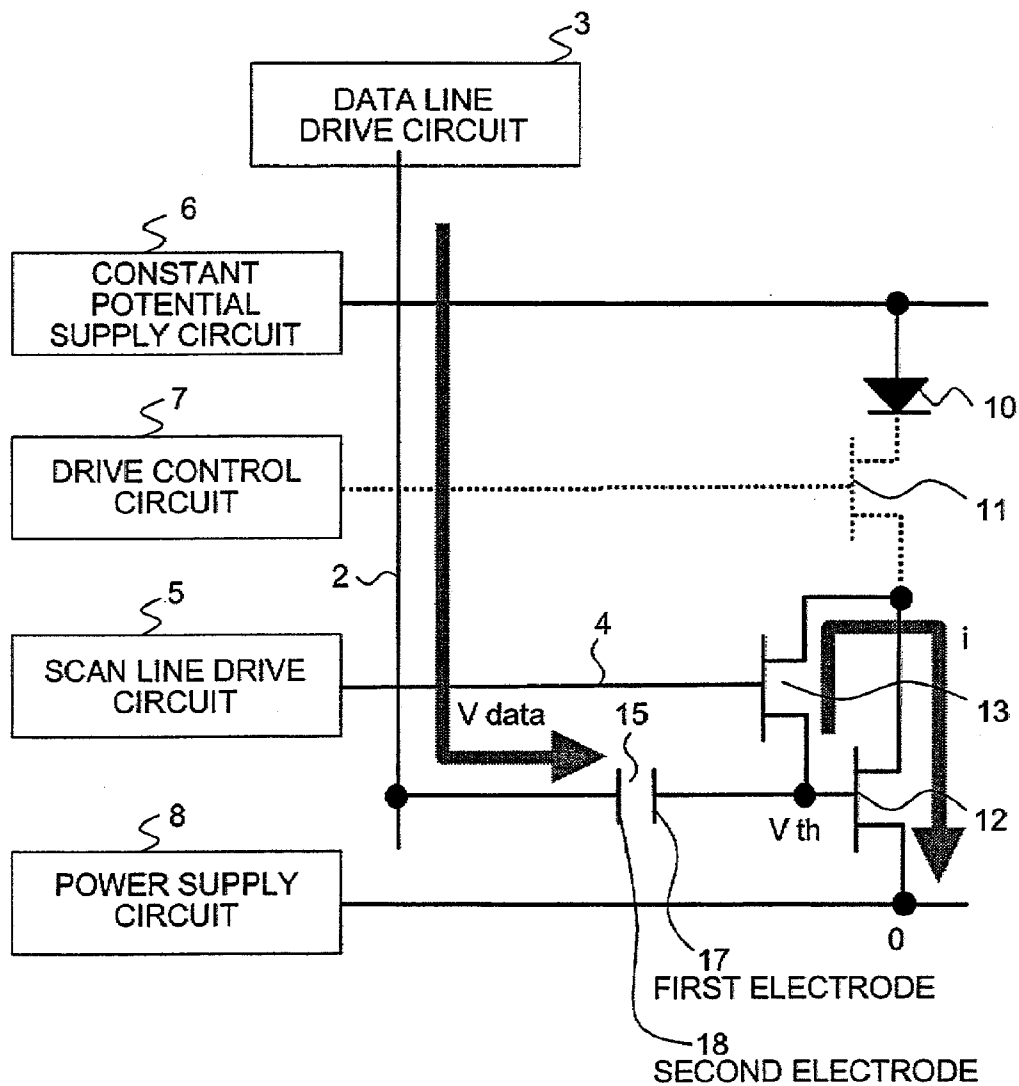 3
DATA LINE
DRIVE CIRCUIT
6
CONSTANT
POTENTIAL
SUPPLY CIRCUIT
10
7
DRIVE CONTROL
CIRCUIT
11
2
5
SCAN LINE DRIVE
CIRCUIT
4
i
13
V data
15
12
V th
8
POWER SUPPLY
CIRCUIT
0
17
FIRST ELECTRODE
18
SECOND ELECTRODE